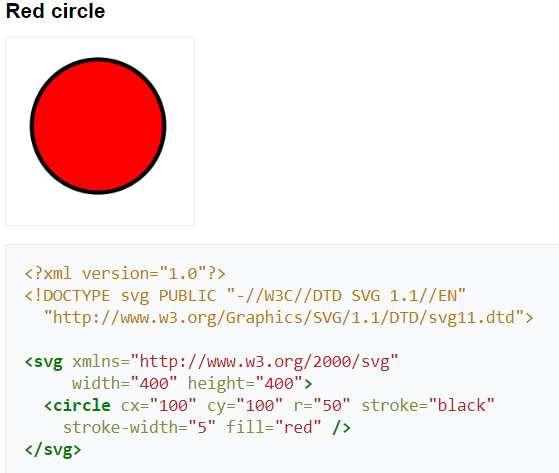 Red circle
<?xml version="1.0"?>
<!DOCTYPE svg PUBLIC "-//W3C//DTD SVG 1.1//EN"
  "http://www.w3.org/Graphics/SVG/1.1/DTD/svg11.dtd">
<svg xmlns="http://www.w3.org/2000/svg"
     width="400" height="400">
  <circle cx="100" cy="100" r="50" stroke="black"
    stroke-width="5" fill="red" />
</svg>